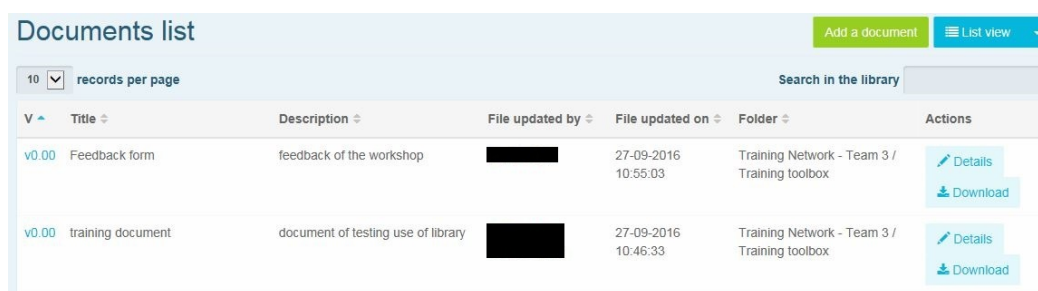 Documents list
Add a document
List view
10 records per page
Search in the library
V Title Description File updated by File updated on Folder Actions
v0.00 Feedback form feedback of the workshop 27-09-2016 Training Network - Team 3 / Details
10:55:03 Training toolbox
Download
v0.00 training document document of testing use of library 27-09-2016 Training Network - Team 3 / Details
10:46:33 Training toolbox
Download